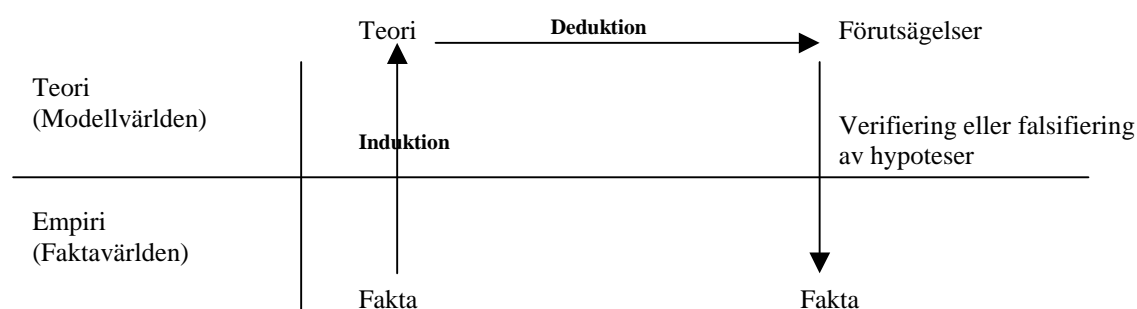 Teori
Deduktion
Förutsägelser
Teori
(Modellvärlden)
Induktion
Verifiering eller falsifiering
av hypoteser
Empiri
(Faktavärlden)
Fakta
Fakta